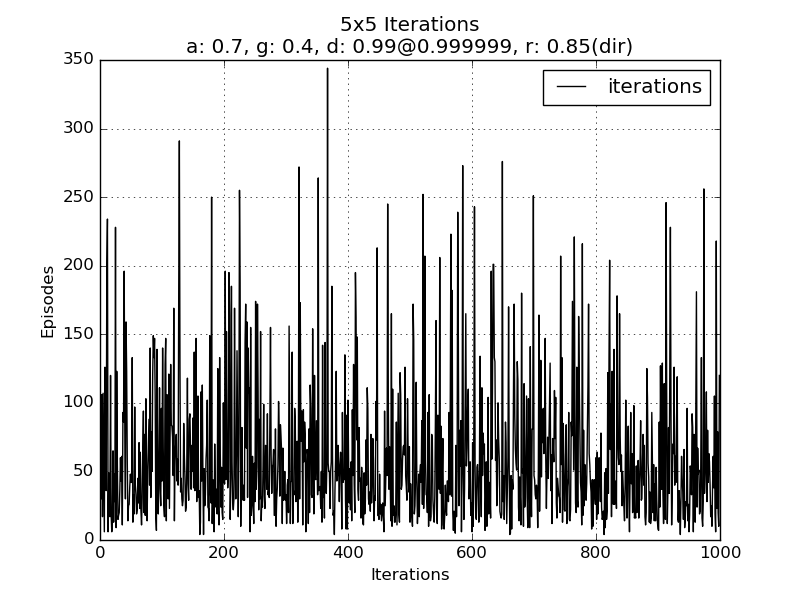 5x5 Iterations
a: 0.7, g: 0.4, d: 0.99@0.999999, r: 0.85(dir)
350
iterations
300
250
200
Episodes
150
100
50
0
0 200 400 600 800 1000
Iterations